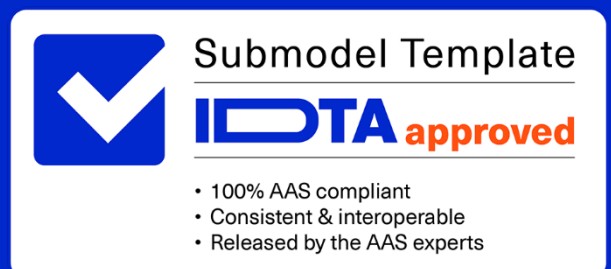 Submodel Template
IDTA approved
• 100% AAS compliant
• Consistent & interoperable
• Released by the AAS experts